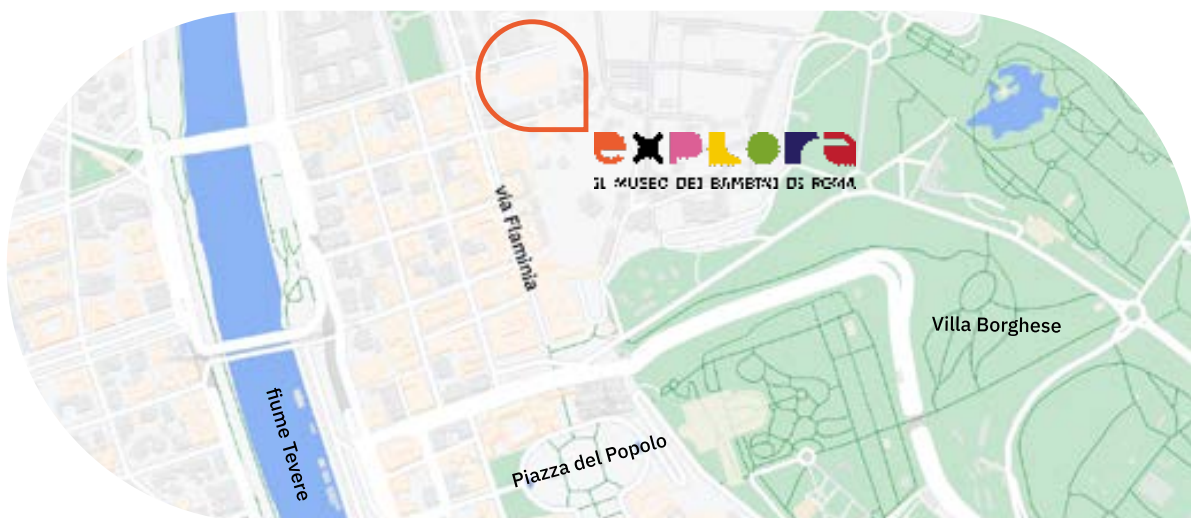 explora
IL MUSEO DEI BAMBINI DI ROMA
via Flaminia
Villa Borghese
fiume Tevere
Piazza del Popolo